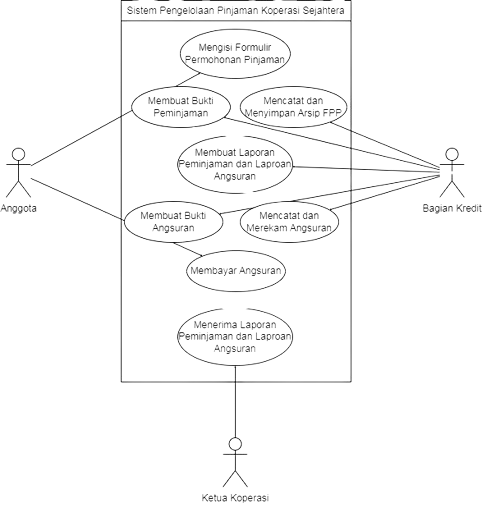 Sistem Pengelolaan Pinjaman Koperasi Sejahtera
Mengisi Formulir
Permohonan Pinjaman
Membuat Bukti
Peminjaman
Mencatat dan
Menyimpan Arsip FPP
Membuat Laporan
Peminjaman dan Laproan
Angsuran
Anggota
Bagian Kredit
Membuat Bukti
Angsuran
Mencatat dan
Merekam Angsuran
Membayar Angsuran
Menerima Laporan
Peminjaman dan Laproan
Angsuran
Ketua Koperasi